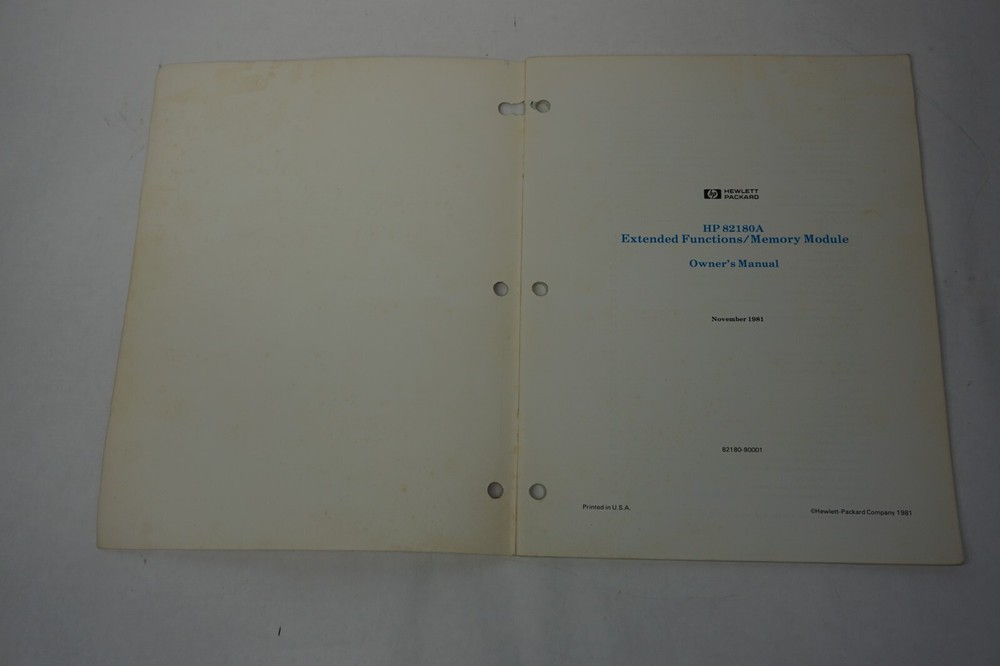 hp HEWLETT
PACKARD
HP 82180A
Extended Functions/Memory Module
Owner's Manual
November 1981
82180-90001
Printed in U.S.A.
©Hewlett-Packard Company 1981